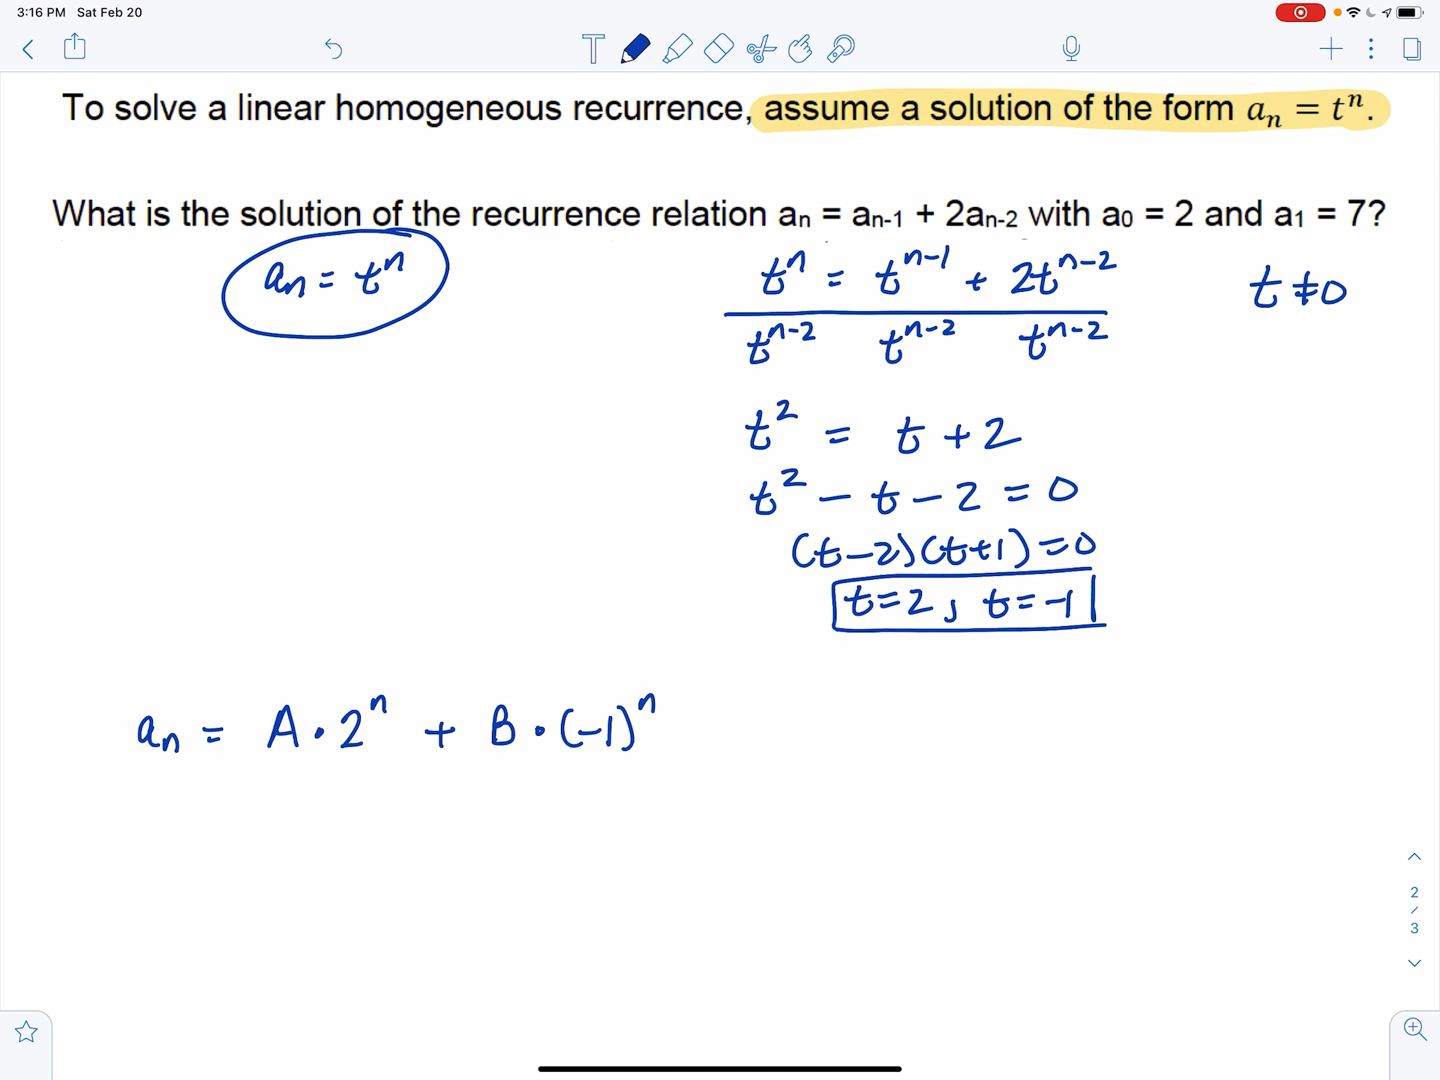 3:16 PM Sat Feb 20
To solve a linear homogeneous recurrence, assume a solution of the form aₙ = tⁿ.
What is the solution of the recurrence relation aₙ = aₙ₋₁ + 2aₙ₋₂ with a₀ = 2 and a₁ = 7?
aₙ = tⁿ
tⁿ = tⁿ⁻¹ + 2tⁿ⁻²
t ≠ 0
tⁿ⁻² tⁿ⁻² tⁿ⁻²
t² = t + 2
t² − t − 2 = 0
(t−2)(t+1) = 0
t = 2, t = −1
aₙ = A · 2ⁿ + B · (−1)ⁿ
2
/
3